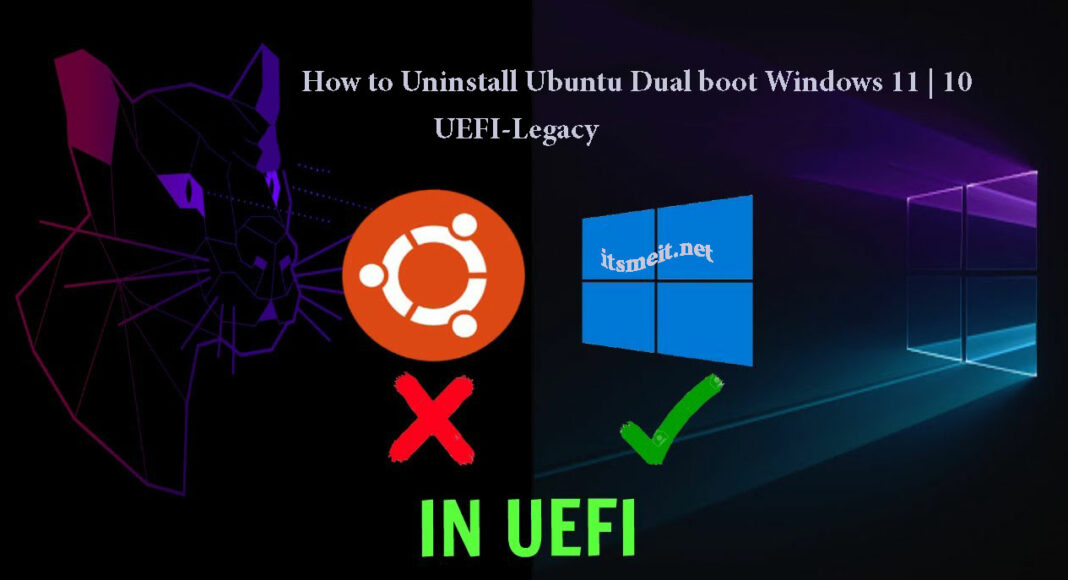 How to Uninstall Ubuntu Dual boot Windows 11 | 10
UEFI-Legacy
itsmeit.net
IN UEFI